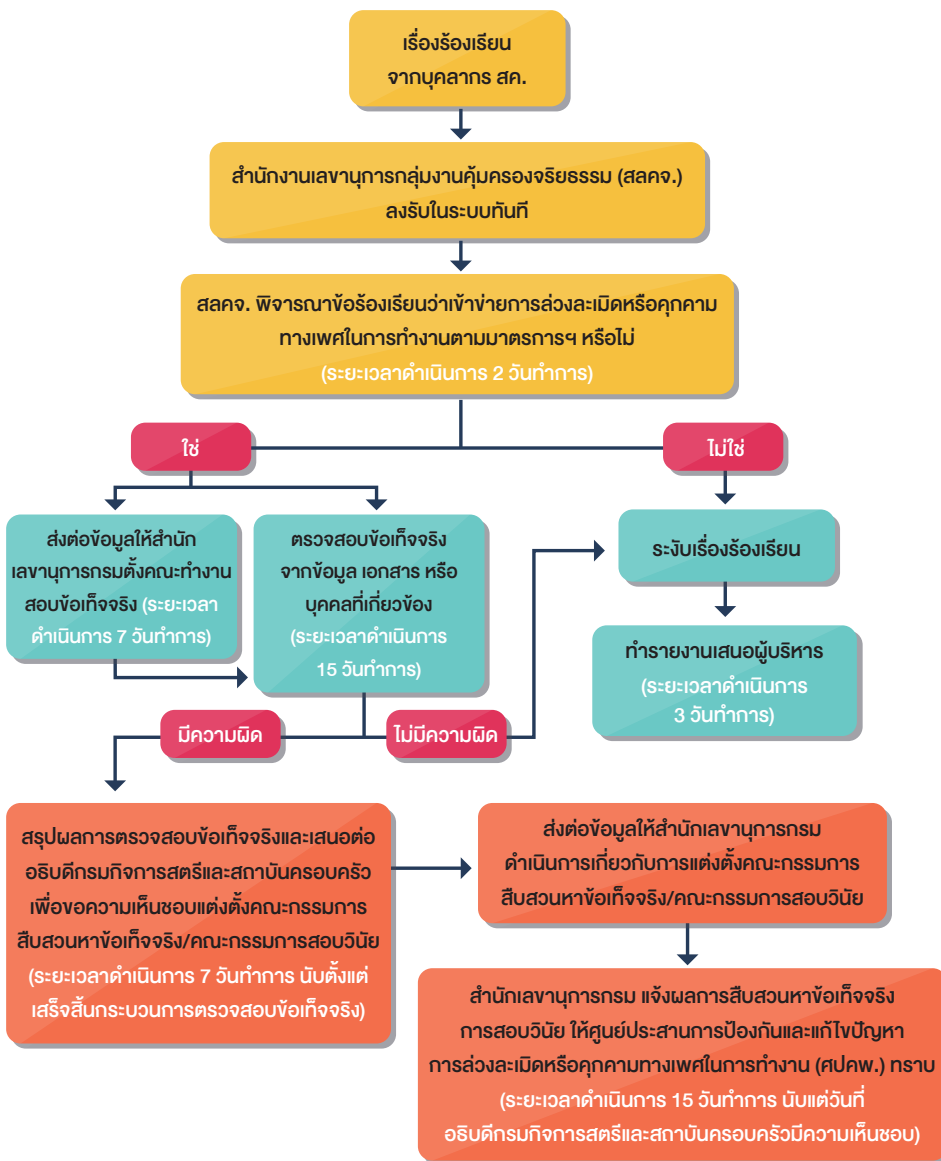 เรื่องร้องเรียน
จากบุคลากร สค.
สำนักงานเลขานุการกลุ่มงานคุ้มครองจริยธรรม (สลคจ.)
ลงรับในระบบทันที
สลคจ. พิจารณาข้อร้องเรียนว่าเข้าข่ายการล่วงละเมิดหรือคุกคาม
ทางเพศในการทำงานตามมาตรการฯ หรือไม่
(ระยะเวลาดำเนินการ 2 วันทำการ)
ใช่
ไม่ใช่
ส่งต่อข้อมูลให้สำนัก
เลขานุการกรมตั้งคณะทำงาน
สอบข้อเท็จจริง (ระยะเวลา
ดำเนินการ 7 วันทำการ)
ตรวจสอบข้อเท็จจริง
จากข้อมูล เอกสาร หรือ
บุคคลที่เกี่ยวข้อง
(ระยะเวลาดำเนินการ
15 วันทำการ)
ระงับเรื่องร้องเรียน
ทำรายงานเสนอผู้บริหาร
(ระยะเวลาดำเนินการ
3 วันทำการ)
มีความผิด
ไม่มีความผิด
สรุปผลการตรวจสอบข้อเท็จจริงและเสนอต่อ
อธิบดีกรมกิจการสตรีและสถาบันครอบครัว
เพื่อขอความเห็นชอบแต่งตั้งคณะกรรมการ
สืบสวนหาข้อเท็จจริง/คณะกรรมการสอบวินัย
(ระยะเวลาดำเนินการ 7 วันทำการ นับตั้งแต่
เสร็จสิ้นกระบวนการตรวจสอบข้อเท็จจริง)
ส่งต่อข้อมูลให้สำนักเลขานุการกรม
ดำเนินการเกี่ยวกับการแต่งตั้งคณะกรรมการ
สืบสวนหาข้อเท็จจริง/คณะกรรมการสอบวินัย
สำนักเลขานุการกรม แจ้งผลการสืบสวนหาข้อเท็จจริง
การสอบวินัย ให้ศูนย์ประสานการป้องกันและแก้ไขปัญหา
การล่วงละเมิดหรือคุกคามทางเพศในการทำงาน (ศปคพ.) ทราบ
(ระยะเวลาดำเนินการ 15 วันทำการ นับแต่วันที่
อธิบดีกรมกิจการสตรีและสถาบันครอบครัวมีความเห็นชอบ)